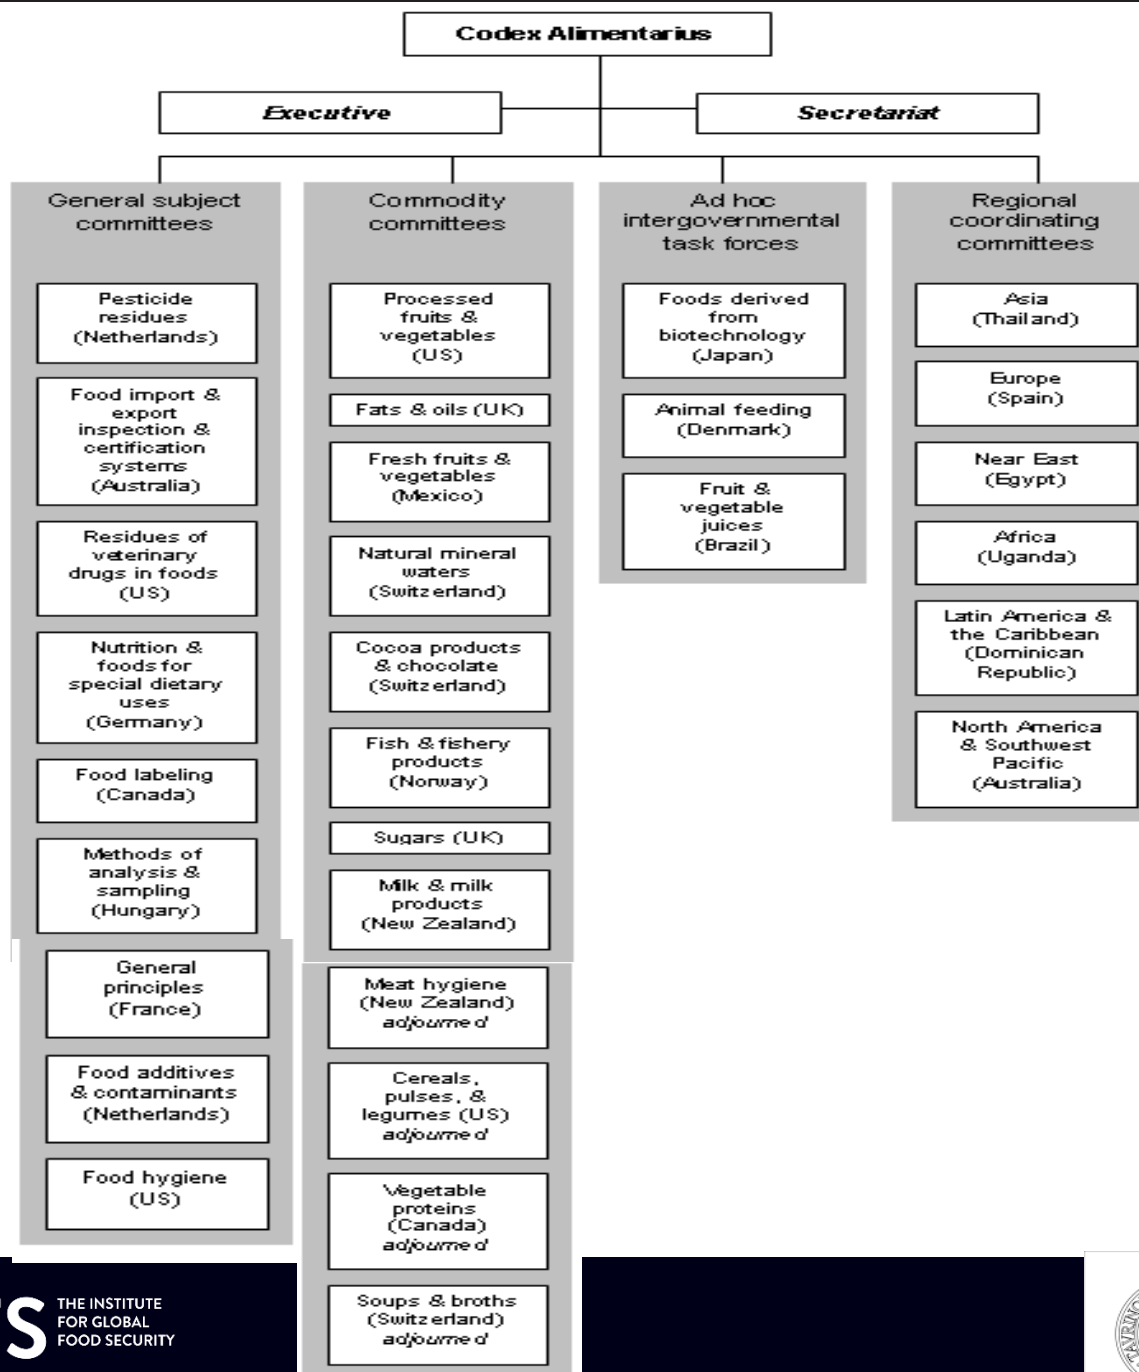 Codex Alimentarius
Executive
Secretariat
General subject
committees
Pesticide
residues
(Netherlands)
Food import &
export
inspection &
certification
systems
(Australia)
Residues of
veterinary
drugs in foods
(US)
Nutrition &
foods for
special dietary
uses
(Germany)
Food labeling
(Canada)
Methods of
analysis &
sampling
(Hungary)
General
principles
(France)
Food additives
& contaminants
(Netherlands)
Food hygiene
(US)
Commodity
committees
Processed
fruits &
vegetables
(US)
Fats & oils (UK)
Fresh fruits &
vegetables
(Mexico)
Natural mineral
waters
(Switzerland)
Cocoa products
& chocolate
(Switzerland)
Fish & fishery
products
(Norway)
Sugars (UK)
Milk & milk
products
(New Zealand)
Meat hygiene
(New Zealand)
adjourned
Cereals,
pulses, &
legumes (US)
adjourned
Vegetable
proteins
(Canada)
adjourned
Soups & broths
(Switzerland)
adjourned
Ad hoc
intergovernmental
task forces
Foods derived
from
biotechnology
(Japan)
Animal feeding
(Denmark)
Fruit &
vegetable
juices
(Brazil)
Regional
coordinating
committees
Asia
(Thailand)
Europe
(Spain)
Near East
(Egypt)
Africa
(Uganda)
Latin America &
the Caribbean
(Dominican
Republic)
North America
& Southwest
Pacific
(Australia)
THE INSTITUTE
FOR GLOBAL
FOOD SECURITY